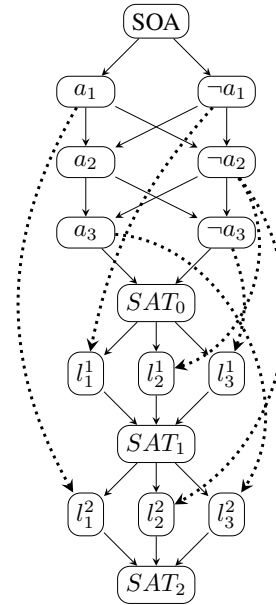 SOA
a₁ ¬a₁
a₂ ¬a₂
a₃ ¬a₃
SAT₀
l₁¹ l₂¹ l₃¹
SAT₁
l₁² l₂² l₃²
SAT₂